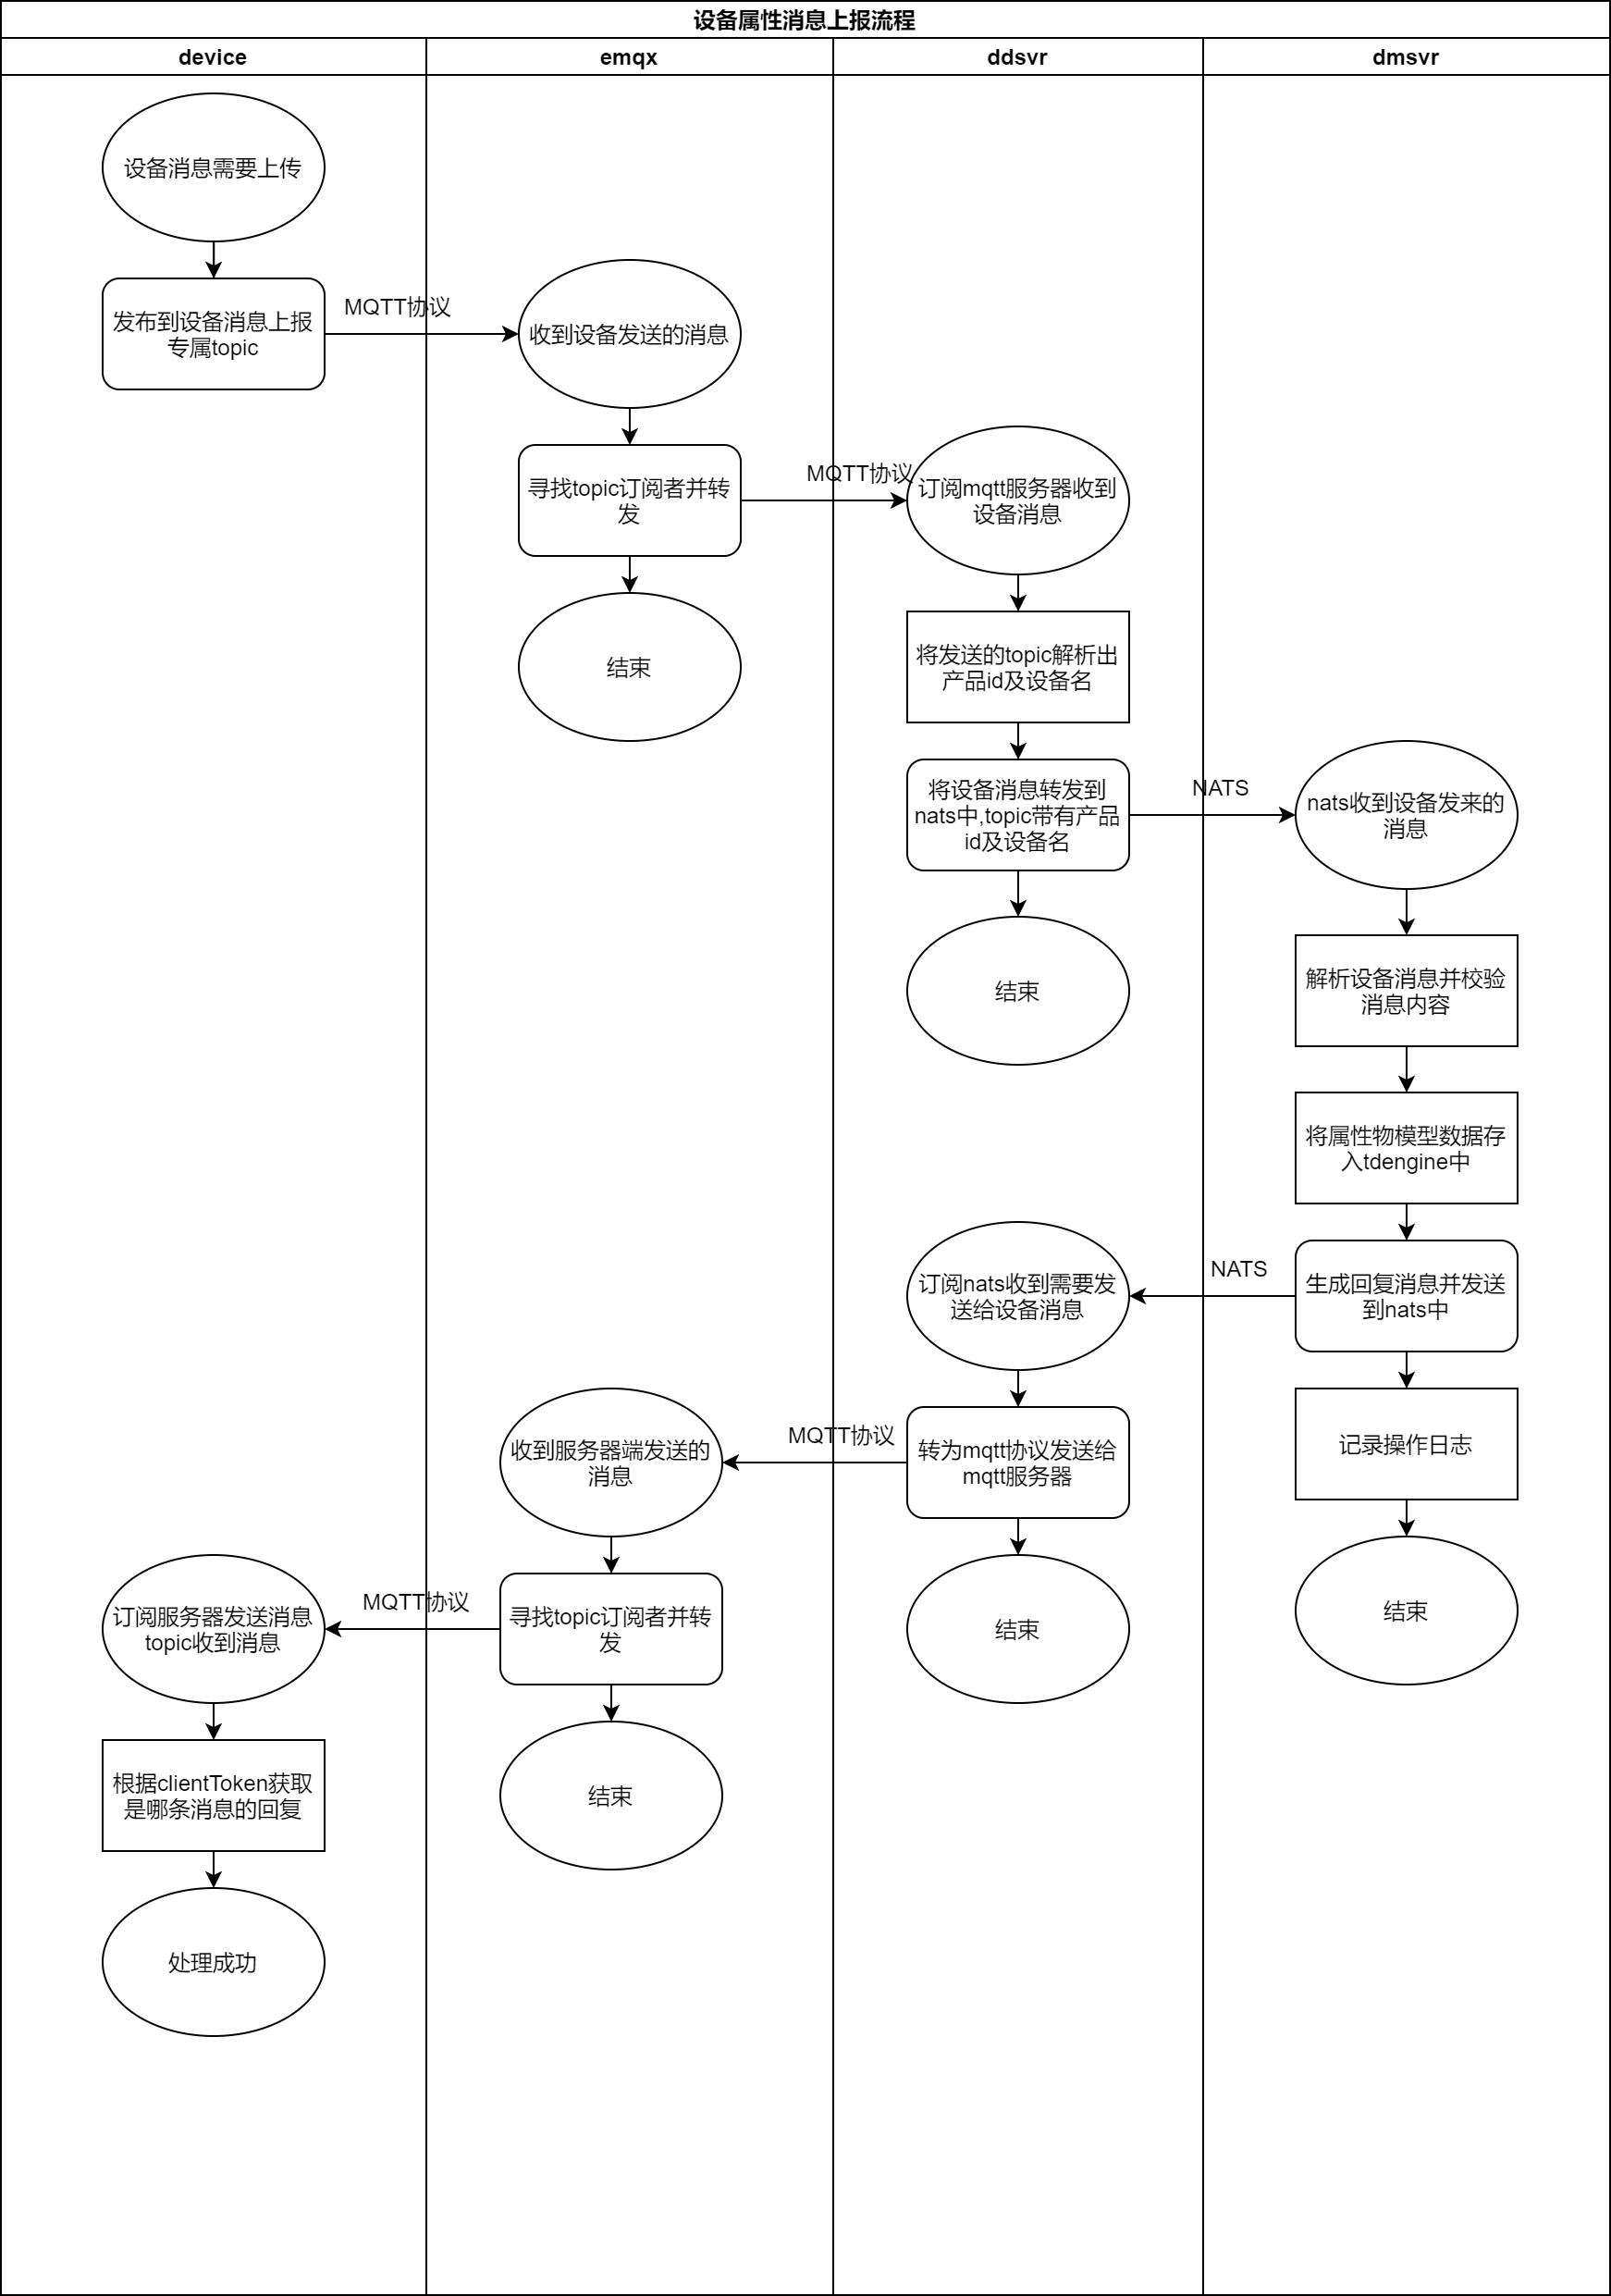 设备属性消息上报流程
device
emqx
ddsvr
dmsvr
设备消息需要上传
发布到设备消息上报
专属topic
MQTT协议
收到设备发送的消息
寻找topic订阅者并转
发
MQTT协议
订阅mqtt服务器收到
设备消息
结束
将发送的topic解析出
产品id及设备名
将设备消息转发到
nats中,topic带有产品
id及设备名
NATS
nats收到设备发来的
消息
结束
解析设备消息并校验
消息内容
将属性物模型数据存
入tdengine中
生成回复消息并发送
到nats中
NATS
订阅nats收到需要发
送给设备消息
记录操作日志
结束
转为mqtt协议发送给
mqtt服务器
MQTT协议
收到服务器端发送的
消息
结束
寻找topic订阅者并转
发
MQTT协议
订阅服务器发送消息
topic收到消息
结束
根据clientToken获取
是哪条消息的回复
处理成功